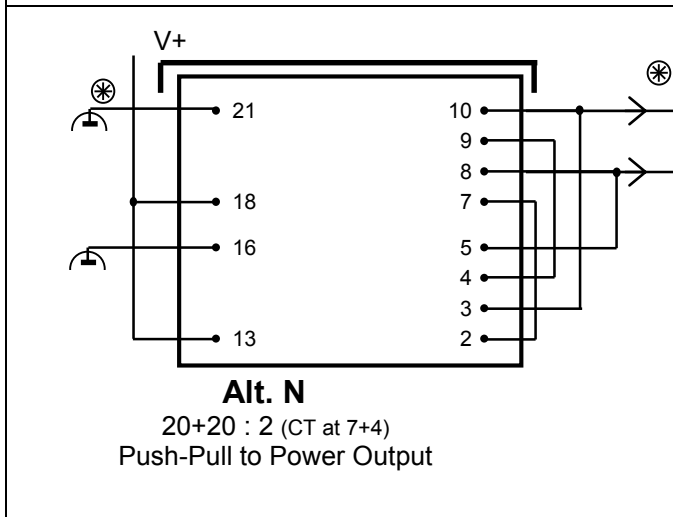 V+
21 10
9
8
18 7
16 5
4
3
13 2
Alt. N
20+20 : 2 (CT at 7+4)
Push-Pull to Power Output